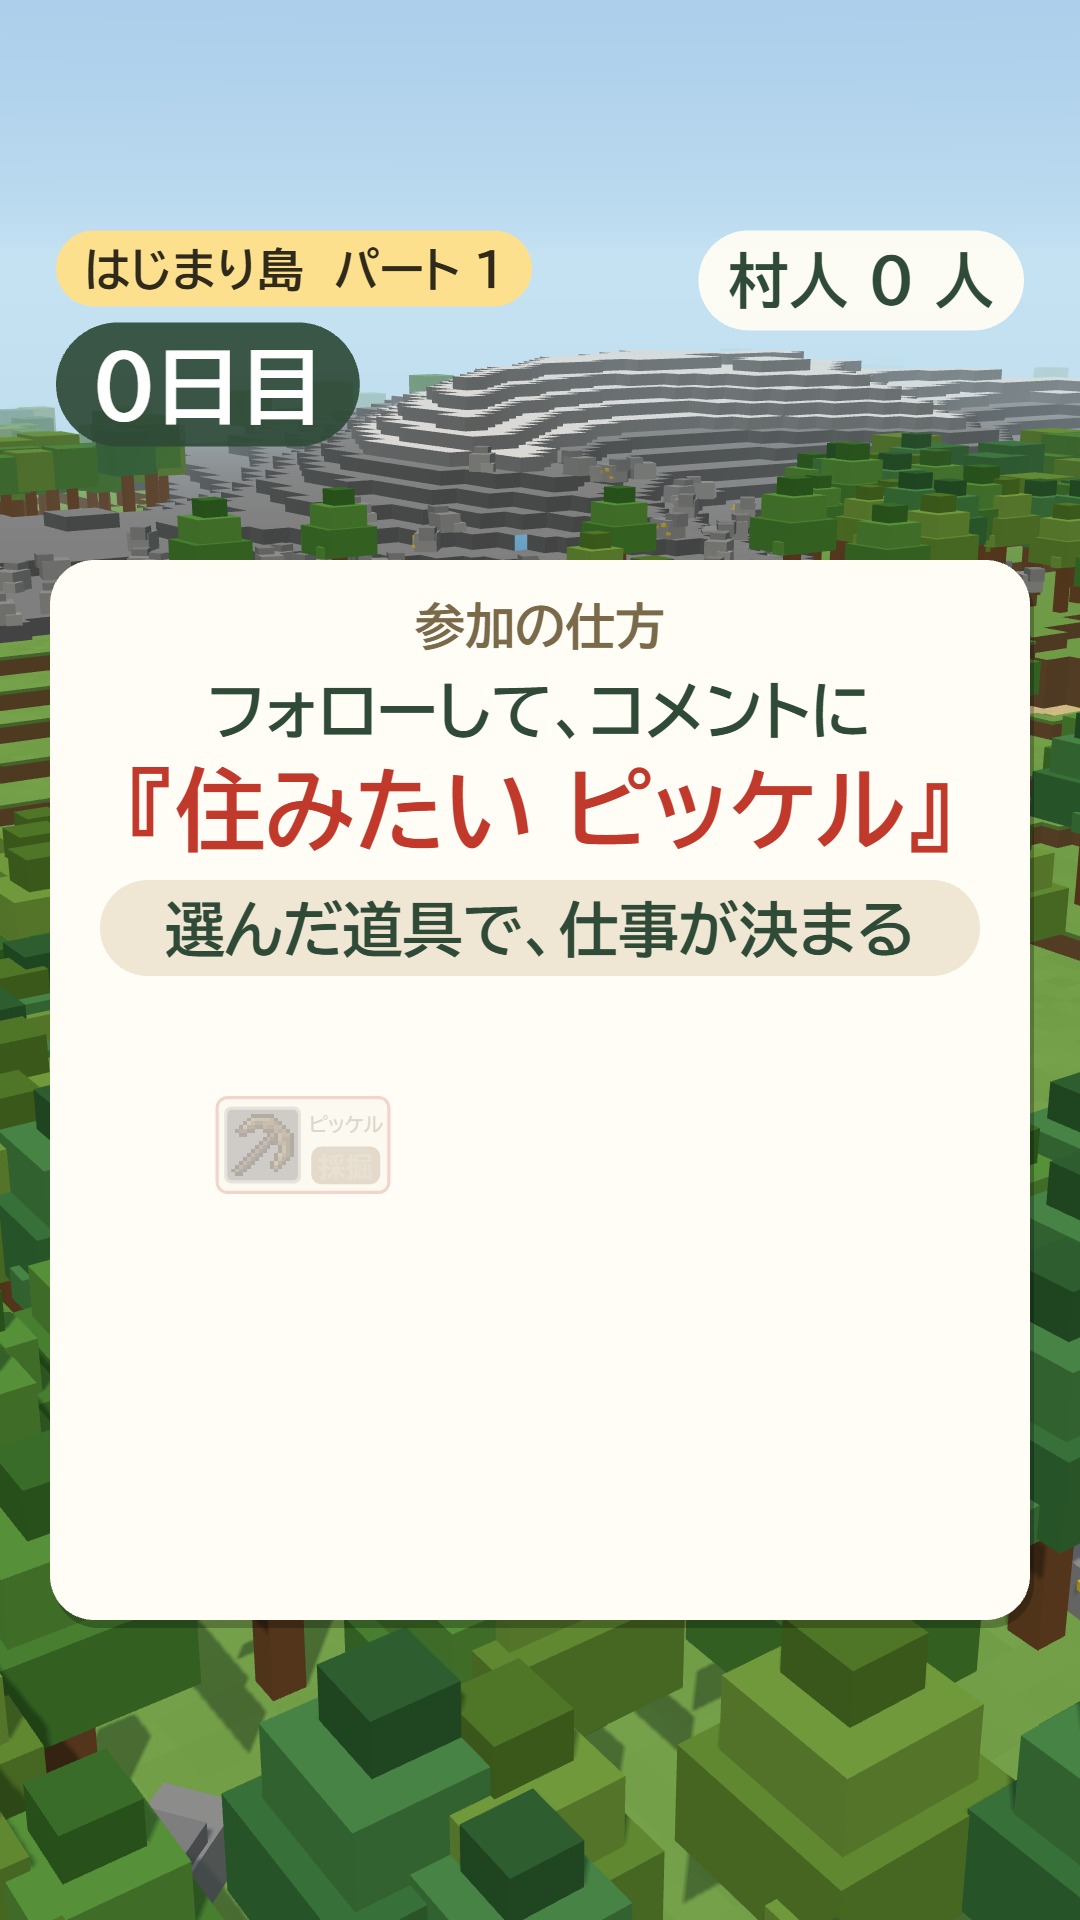 はじまり島 パート 1
村人 0 人
0日目
参加の仕方
フォローして、コメントに
『住みたい ピッケル』
選んだ道具で、仕事が決まる
ピッケル
採掘